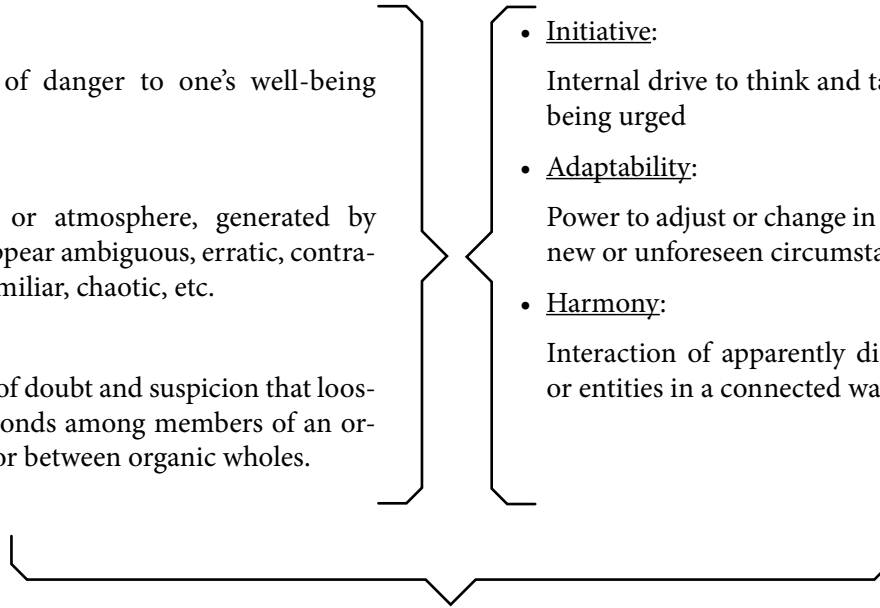 of danger to one's well-being
or atmosphere, generated by
ppear ambiguous, erratic, contra-
miliar, chaotic, etc.
of doubt and suspicion that loos-
onds among members of an or-
or between organic wholes.
• Initiative:
Internal drive to think and ta
being urged
• Adaptability:
Power to adjust or change in
new or unforeseen circumsta
• Harmony:
Interaction of apparently di
or entities in a connected wa